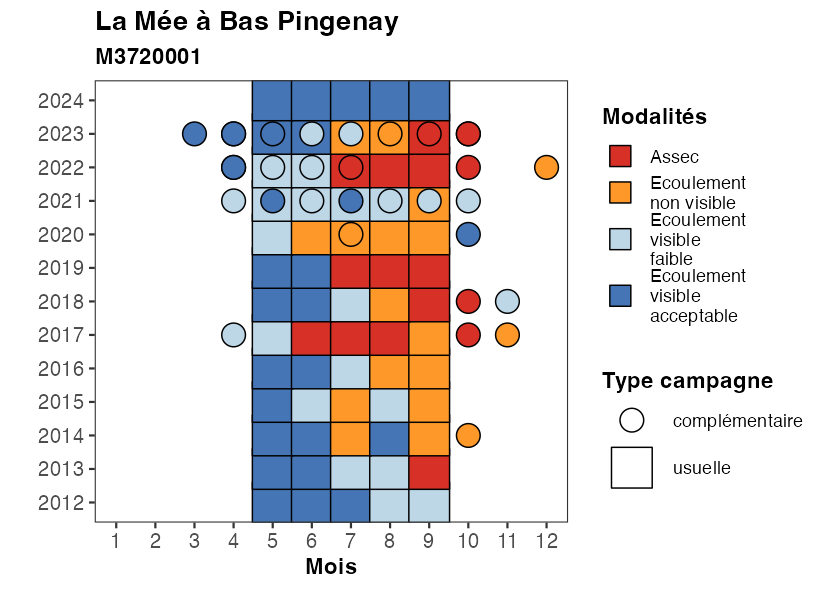 La Mée à Bas Pingenay
M3720001
2024
2023
2022
2021
2020
2019
2018
2017
2016
2015
2014
2013
2012
1 2 3 4 5 6 7 8 9 10 11 12
Mois
Modalités
Assec
Ecoulement
non visible
Ecoulement
visible
faible
Ecoulement
visible
acceptable
Type campagne
complémentaire
usuelle